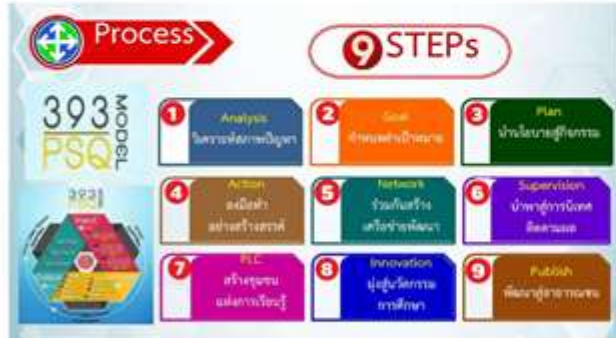 Process
9 STEPs
393
PSQ
MODEL
1
Analysis
วิเคราะห์สภาพปัญหา
2
Goal
กำหนดค่าเป้าหมาย
3
Plan
นำนโยบายสู่กิจกรรม
4
Action
ลงมือทำ
อย่างสร้างสรรค์
5
Network
ร่วมกันสร้าง
เครือข่ายพัฒนา
6
Supervision
นำพาสู่การนิเทศ
ติดตามผล
7
PLC
สร้างชุมชน
แห่งการเรียนรู้
8
Innovation
มุ่งสู่นวัตกรรม
การศึกษา
9
Publish
พัฒนาสู่สาธารณชน
393